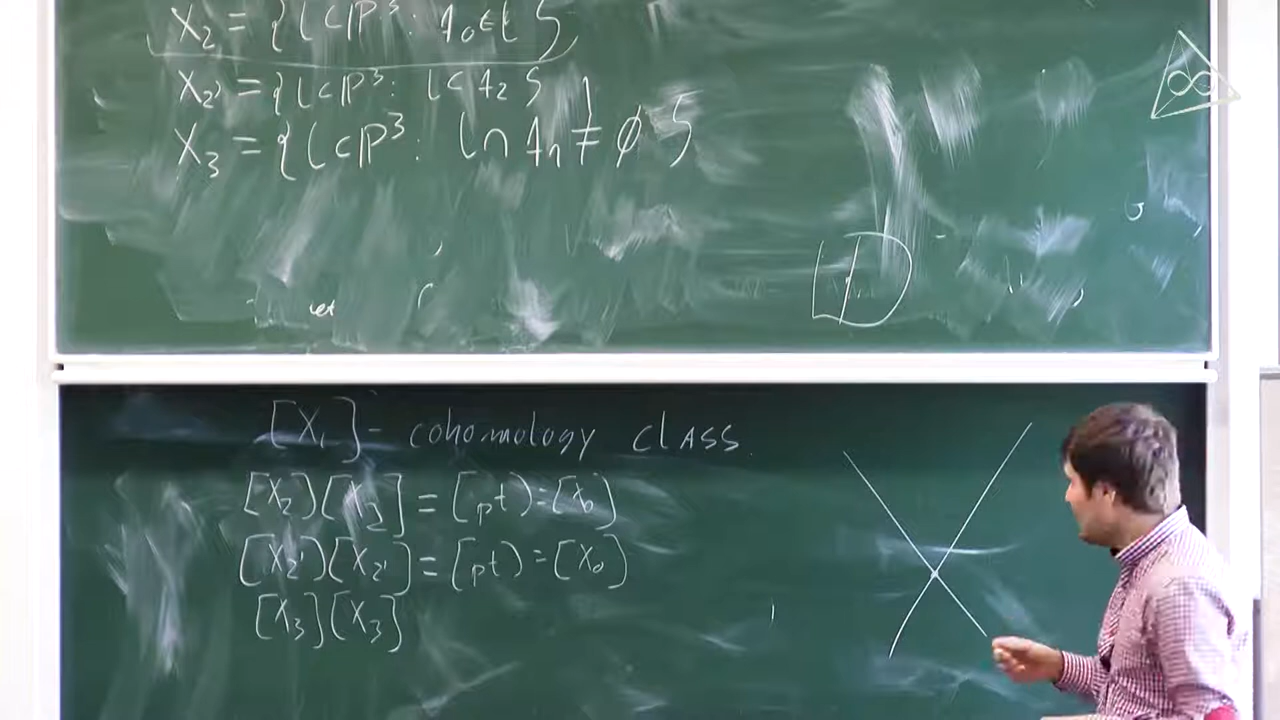 X₂ = {l ⊂ ℙ³ : A₀ ∈ l}
X₂' = {l ⊂ ℙ³ : l ⊂ A₂}
X₃ = {l ⊂ ℙ³ : l ∩ A₁ ≠ ∅}
[X₁] - cohomology class.
[X₂][X₂] = [pt] = [X₀]
[X₂'][X₂'] = [pt] = [X₀]
[X₃][X₃]